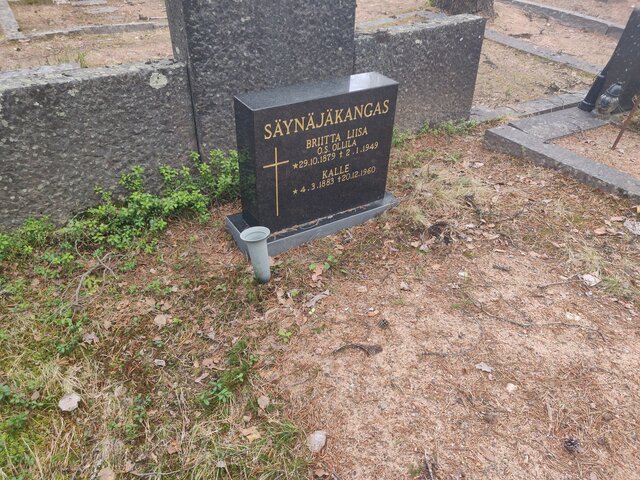 SÄYNÄJÄKANGAS
BRIITTA LIISA
O.S. OLLILA
*29.10.1879 †2.1.1949
KALLE
*4.3.1883 †20.12.1960